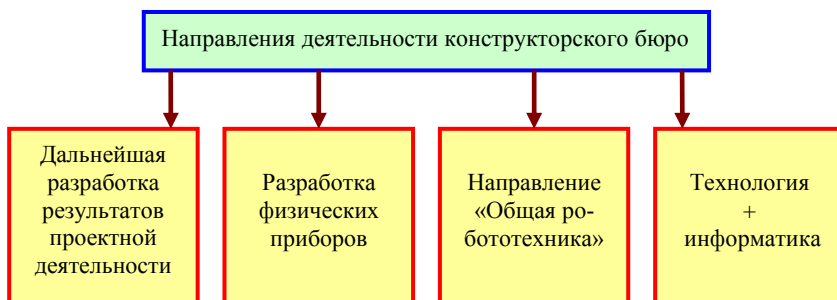 Направления деятельности конструкторского бюро
Дальнейшая
разработка
результатов
проектной
деятельности
Разработка
физических
приборов
Направление
«Общая ро-
бототехника»
Технология
+
информатика